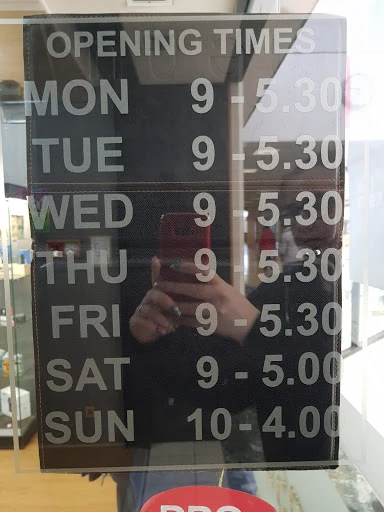 OPENING TIMES
MON 9 - 5.30
TUE 9 - 5.30
WED 9 - 5.30
THU 9 - 5.30
FRI 9 - 5.30
SAT 9 - 5.00
SUN 10 - 4.00